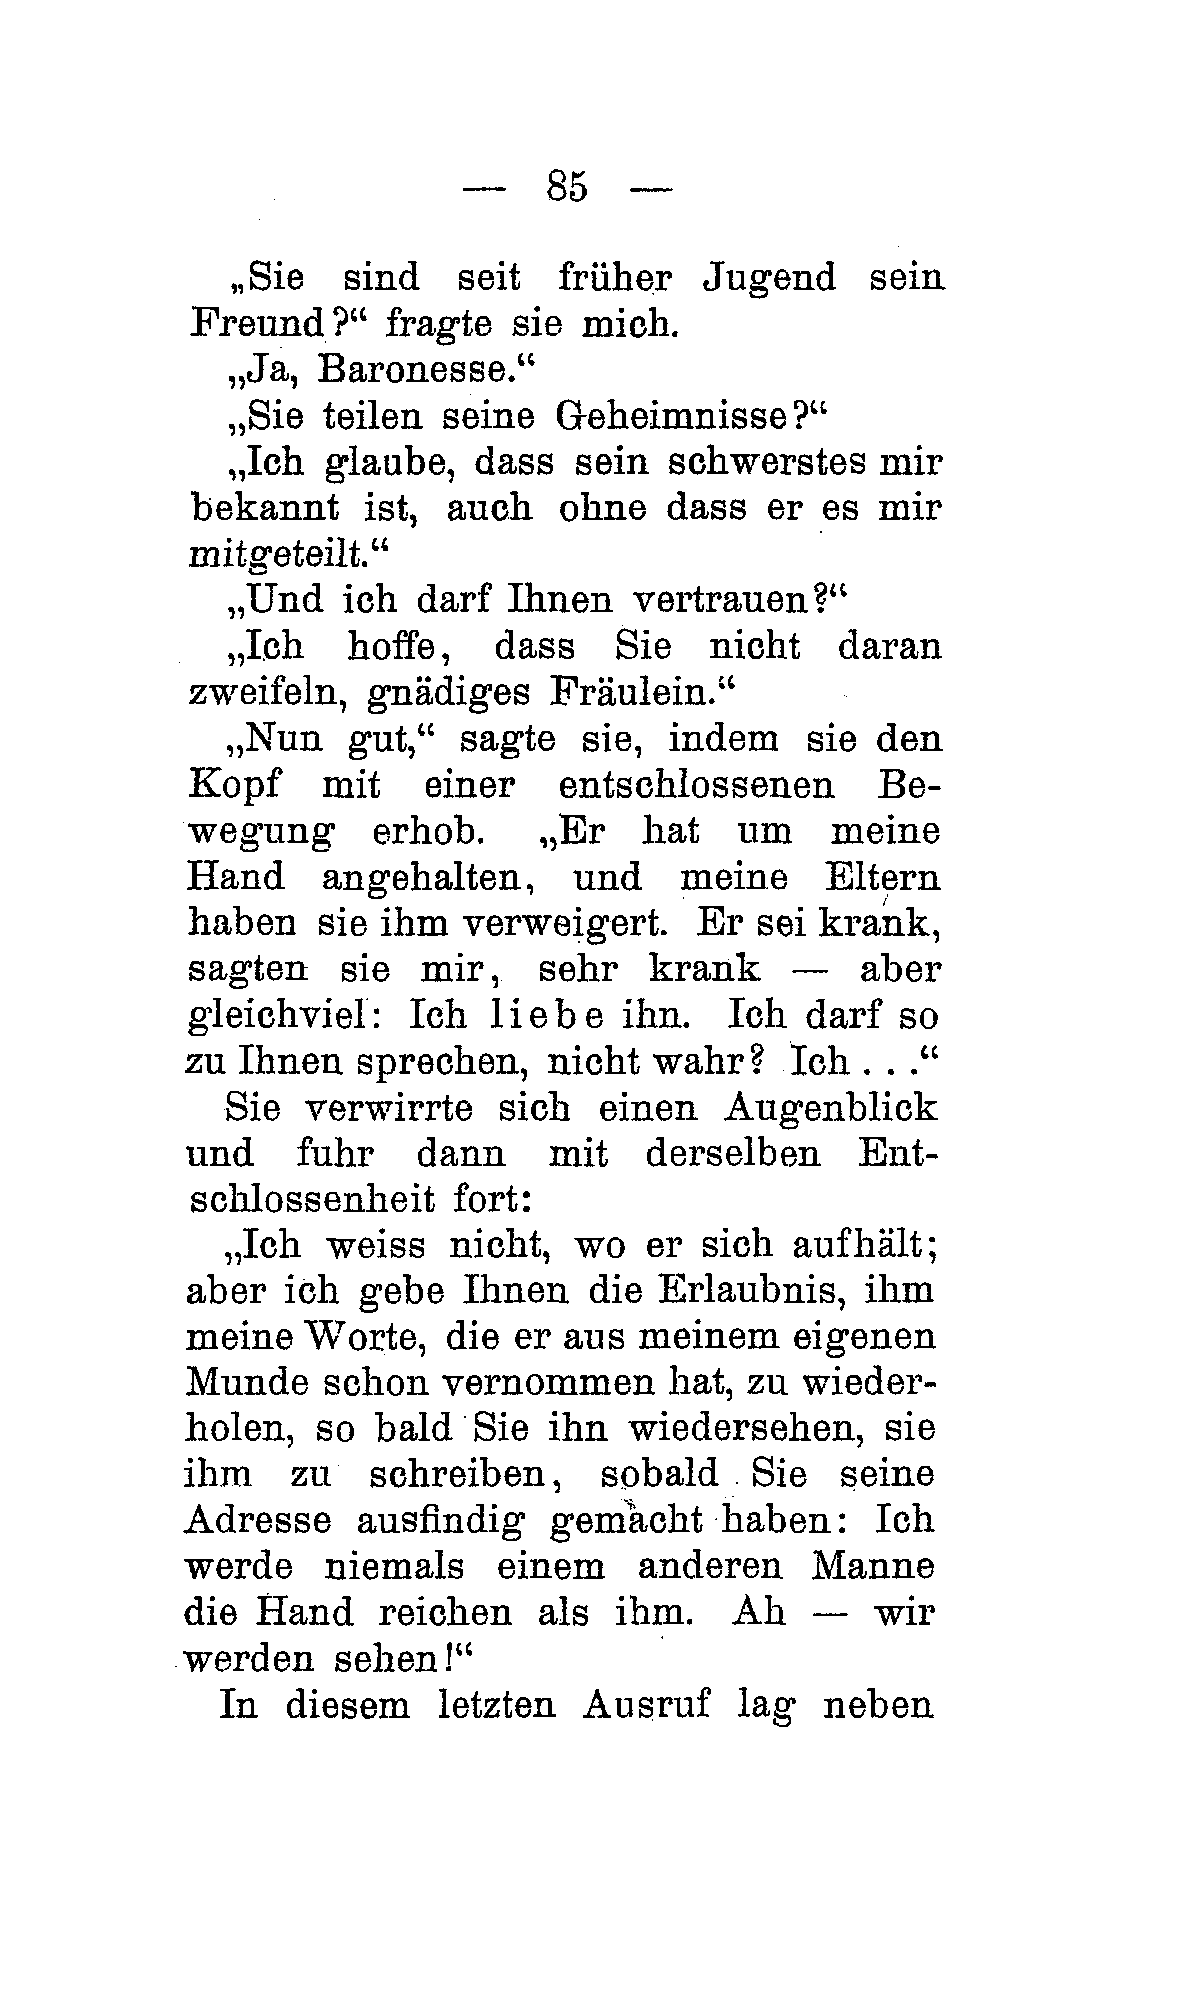 — 85 —
„Sie sind seit früher Jugend sein
Freund?“ fragte sie mich.
„Ja, Baronesse.“
„Sie teilen seine Geheimnisse?“
„Ich glaube, dass sein schwerstes mir
bekannt ist, auch ohne dass er es mir
mitgeteilt.“
„Und ich darf Ihnen vertrauen?“
„Ich hoffe, dass Sie nicht daran
zweifeln, gnädiges Fräulein.“
„Nun gut,“ sagte sie, indem sie den
Kopf mit einer entschlossenen Be-
wegung erhob. „Er hat um meine
Hand angehalten, und meine Eltern
haben sie ihm verweigert. Er sei krank,
sagten sie mir, sehr krank — aber
gleichviel: Ich liebe ihn. Ich darf so
zu Ihnen sprechen, nicht wahr? Ich . . .“
Sie verwirrte sich einen Augenblick
und fuhr dann mit derselben Ent-
schlossenheit fort:
„Ich weiss nicht, wo er sich aufhält;
aber ich gebe Ihnen die Erlaubnis, ihm
meine Worte, die er aus meinem eigenen
Munde schon vernommen hat, zu wieder-
holen, so bald Sie ihn wiedersehen, sie
ihm zu schreiben, sobald Sie seine
Adresse ausfindig gemacht haben: Ich
werde niemals einem anderen Manne
die Hand reichen als ihm. Ah — wir
werden sehen!“
In diesem letzten Ausruf lag neben